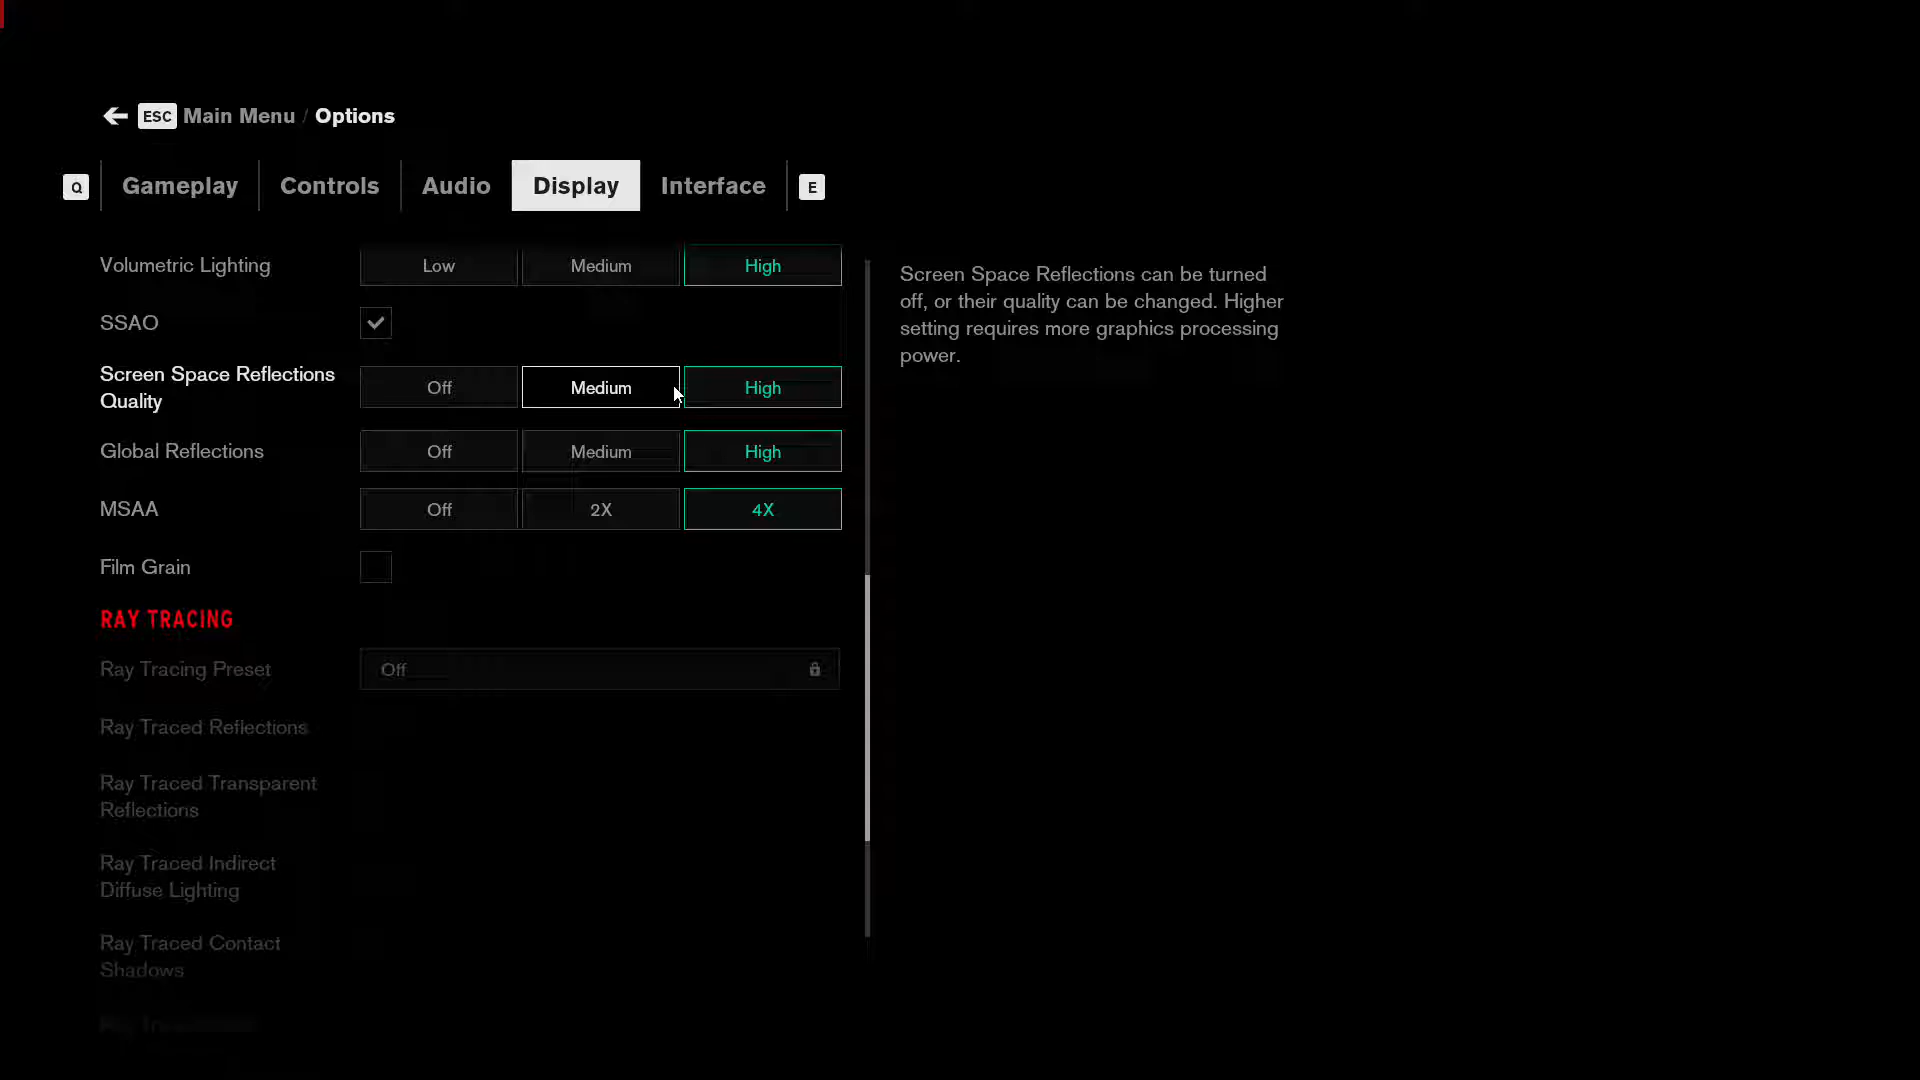 ESC Main Menu / Options
Q Gameplay Controls Audio Display Interface E
Volumetric Lighting Low Medium High
SSAO
Screen Space Reflections
Quality Off Medium High
Global Reflections Off Medium High
MSAA Off 2X 4X
Film Grain
RAY TRACING
Ray Tracing Preset Off
Ray Traced Reflections
Ray Traced Transparent
Reflections
Ray Traced Indirect
Diffuse Lighting
Ray Traced Contact
Shadows
Screen Space Reflections can be turned
off, or their quality can be changed. Higher
setting requires more graphics processing
power.